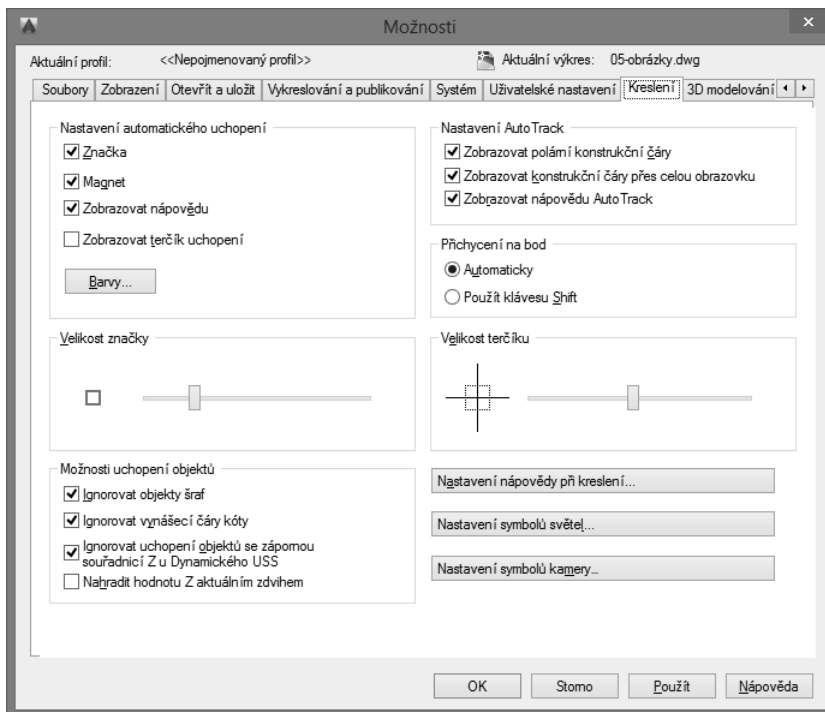 Možnosti
Aktuální profil: <<Nepojmenovaný profil>> Aktuální výkres: 05-obrázky.dwg
Soubory Zobrazení Otevřít a uložit Vykreslování a publikování Systém Uživatelské nastavení Kreslení 3D modelování
Nastavení automatického uchopení
Značka
Magnet
Zobrazovat nápovědu
Zobrazovat terčík uchopení
Barvy...
Nastavení AutoTrack
Zobrazovat polární konstrukční čáry
Zobrazovat konstrukční čáry přes celou obrazovku
Zobrazovat nápovědu AutoTrack
Přichycení na bod
Automaticky
Použít klávesu Shift
Velikost značky
Velikost terčíku
Možnosti uchopení objektů
Ignorovat objekty šraf
Ignorovat vynášecí čáry kóty
Ignorovat uchopení objektů se zápornou
souřadnicí Z u Dynamického USS
Nahradit hodnotu Z aktuálním zdvihem
Nastavení nápovědy při kreslení...
Nastavení symbolů světel...
Nastavení symbolů kamery...
OK Storno Použít Nápověda